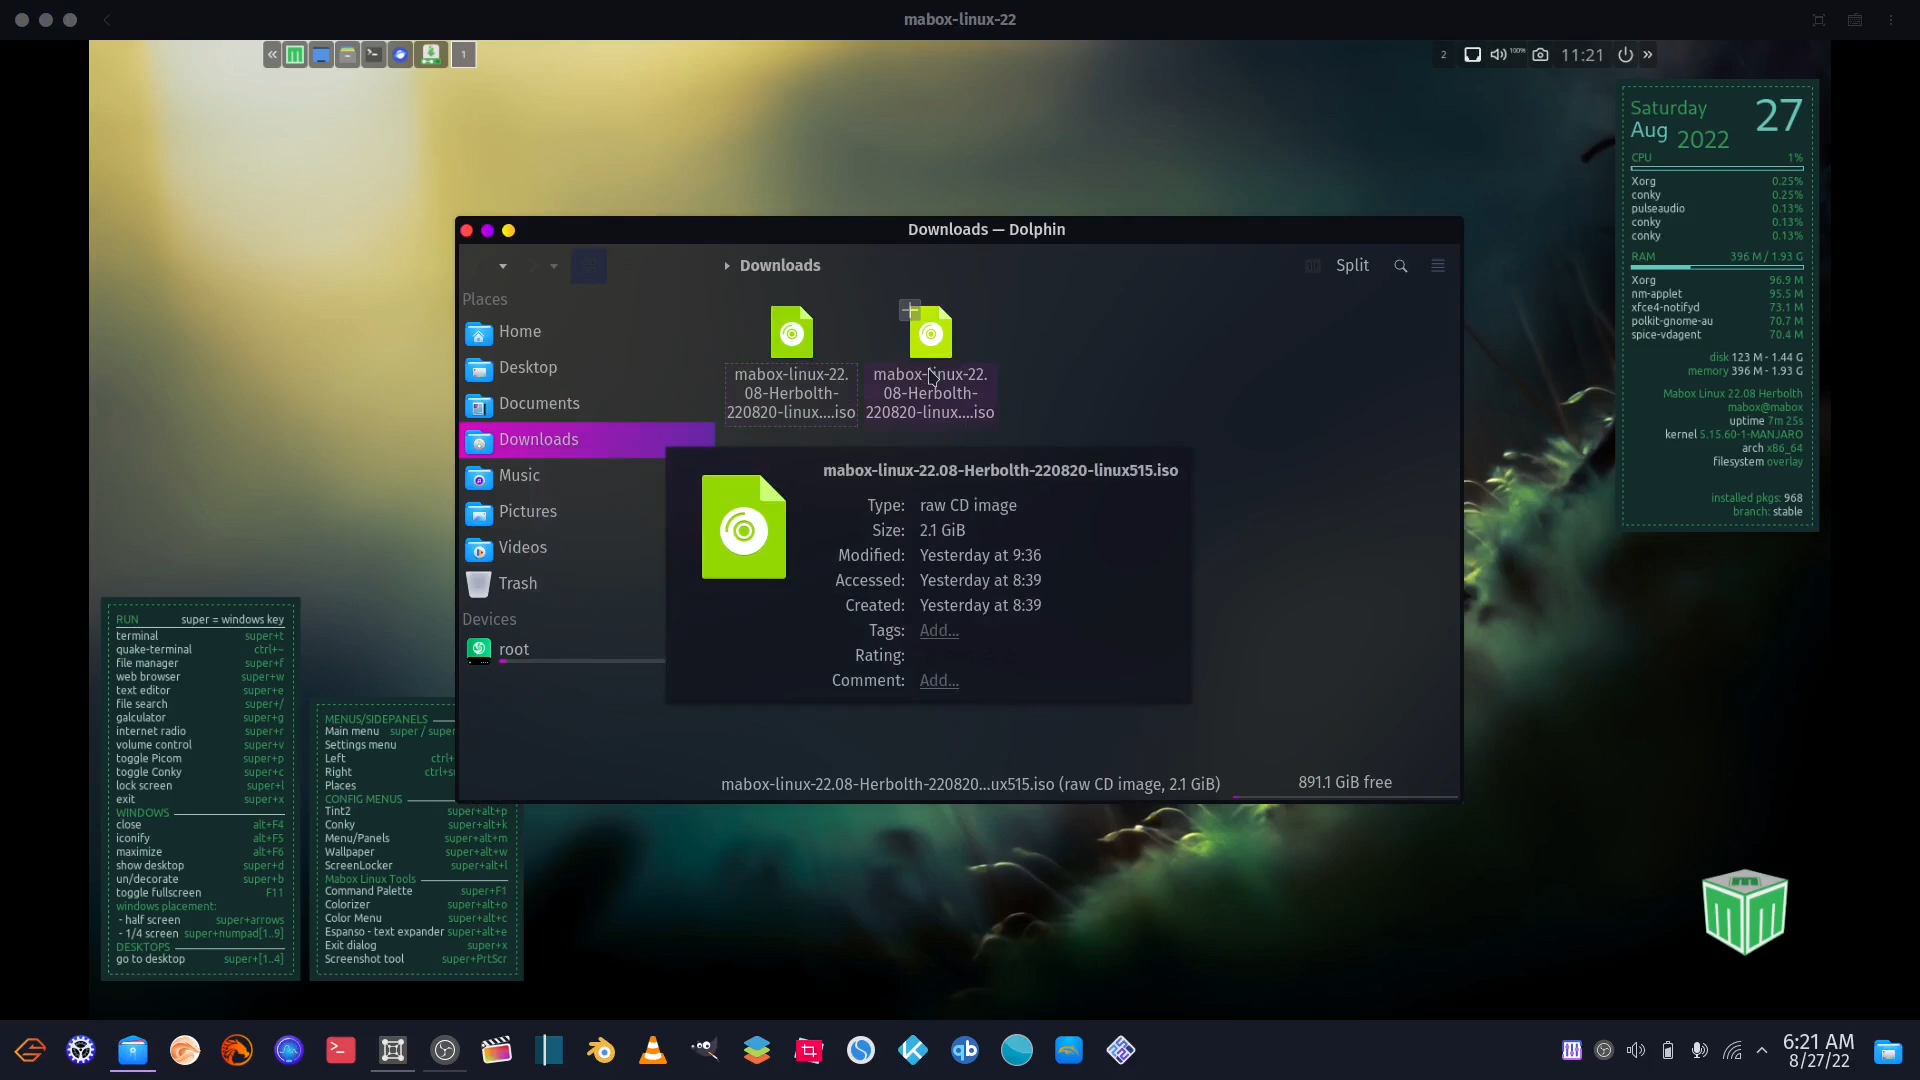 mabox-linux-22
«
1
2
100%
11:21
»
Saturday
27
Aug 2022
CPU 1%
Xorg 0.25%
conky 0.25%
pulseaudio 0.13%
conky 0.13%
conky 0.13%
RAM 396 M / 1.93 G
Xorg 96.9 M
nm-applet 95.5 M
xfce4-notifyd 73.1 M
polkit-gnome-au 70.7 M
spice-vdagent 70.4 M
disk 123 M - 1.44 G
memory 396 M - 1.93 G
Mabox Linux 22.08 Herbolth
mabox@mabox
uptime 7m 25s
kernel 5.15.60-1-MANJARO
arch x86_64
filesystem overlay
installed pkgs: 968
branch: stable
Downloads — Dolphin
Downloads
Split
Places
Home
Desktop
Documents
Downloads
Music
Pictures
Videos
Trash
Devices
root
mabox-linux-22.
08-Herbolth-
220820-linux....iso
mabox-linux-22.
08-Herbolth-
220820-linux....iso
mabox-linux-22.08-Herbolth-220820-linux515.iso
Type: raw CD image
Size: 2.1 GiB
Modified: Yesterday at 9:36
Accessed: Yesterday at 8:39
Created: Yesterday at 8:39
Tags: Add...
Rating:
Comment: Add...
mabox-linux-22.08-Herbolth-220820...ux515.iso (raw CD image, 2.1 GiB)
891.1 GiB free
RUN super = windows key
terminal super+t
quake-terminal ctrl+~
file manager super+f
web browser super+w
text editor super+e
file search super+/
galculator super+g
internet radio super+r
volume control super+v
toggle Picom super+p
toggle Conky super+c
lock screen super+l
exit super+x
WINDOWS
close alt+F4
iconify alt+F5
maximize alt+F6
show desktop super+d
un/decorate super+b
toggle fullscreen F11
windows placement:
- half screen super+arrows
- 1/4 screen super+numpad[1..9]
DESKTOPS
go to desktop super+[1..4]
MENUS/SIDEPANELS
Main menu super / super
Settings menu
Left ctrl+
Right ctrl+su
Places
CONFIG MENUS
Tint2 super+alt+p
Conky super+alt+k
Menu/Panels super+alt+m
Wallpaper super+alt+w
ScreenLocker super+alt+l
Mabox Linux Tools
Command Palette super+F1
Colorizer super+alt+o
Color Menu super+alt+c
Espanso - text expander super+alt+e
Exit dialog super+x
Screenshot tool super+PrtScr
6:21 AM
8/27/22